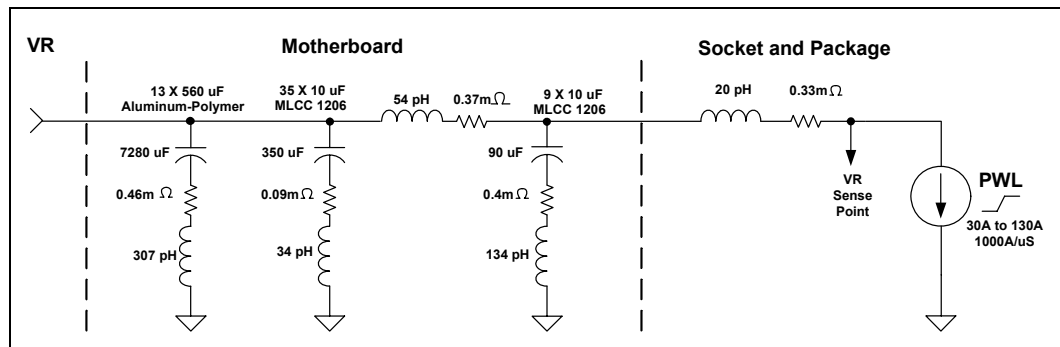 VR
Motherboard
Socket and Package
13 X 560 uF
Aluminum-Polymer
35 X 10 uF
MLCC 1206
54 pH
0.37mΩ
9 X 10 uF
MLCC 1206
20 pH
0.33mΩ
7280 uF
350 uF
90 uF
0.46mΩ
0.09mΩ
0.4mΩ
307 pH
34 pH
134 pH
VR
Sense
Point
PWL
30A to 130A
1000A/uS